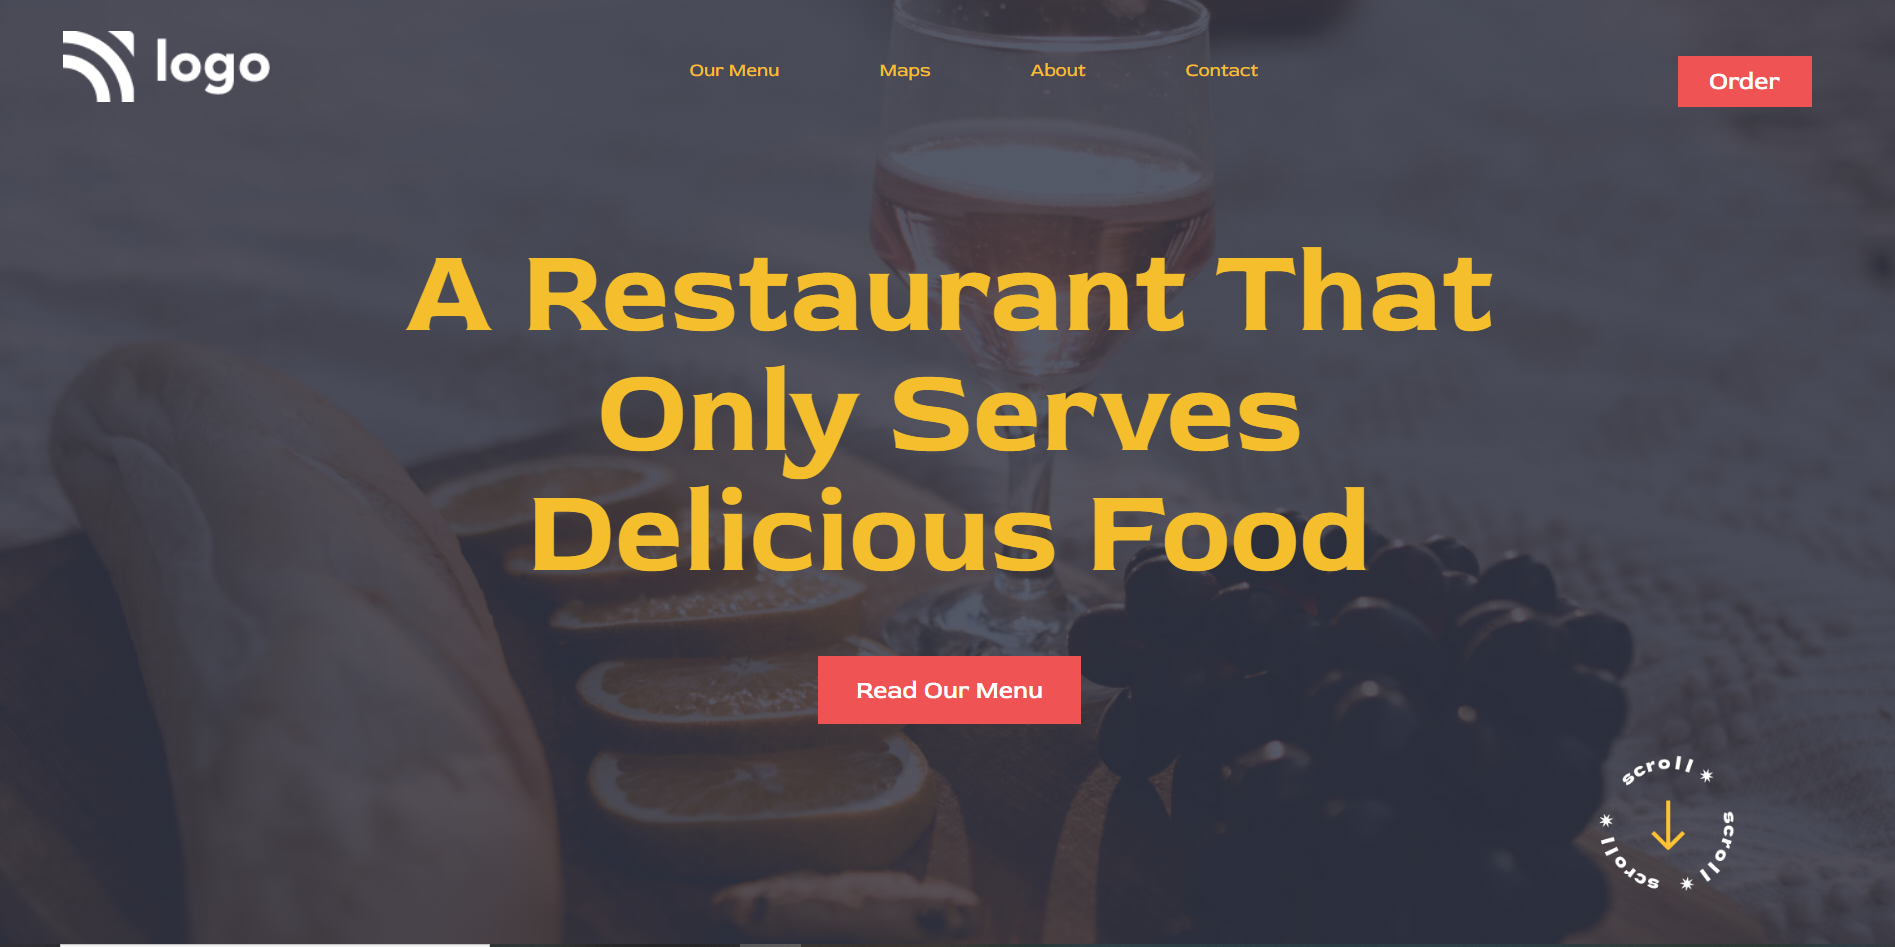 logo
Our Menu
Maps
About
Contact
Order
A Restaurant That
Only Serves
Delicious Food
Read Our Menu
scroll
scroll
scroll